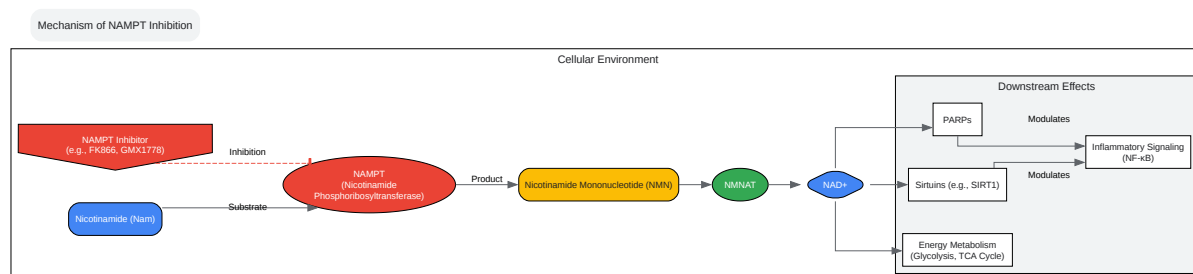 Mechanism of NAMPT Inhibition
Cellular Environment
Downstream Effects
NAMPT Inhibitor
(e.g., FK866, GMX1778)
Inhibition
Nicotinamide (Nam)
Substrate
NAMPT
(Nicotinamide
Phosphoribosyltransferase)
Product
Nicotinamide Mononucleotide (NMN)
NMNAT
NAD+
PARPs
Modulates
Inflammatory Signaling
(NF-κB)
Sirtuins (e.g., SIRT1)
Modulates
Energy Metabolism
(Glycolysis, TCA Cycle)